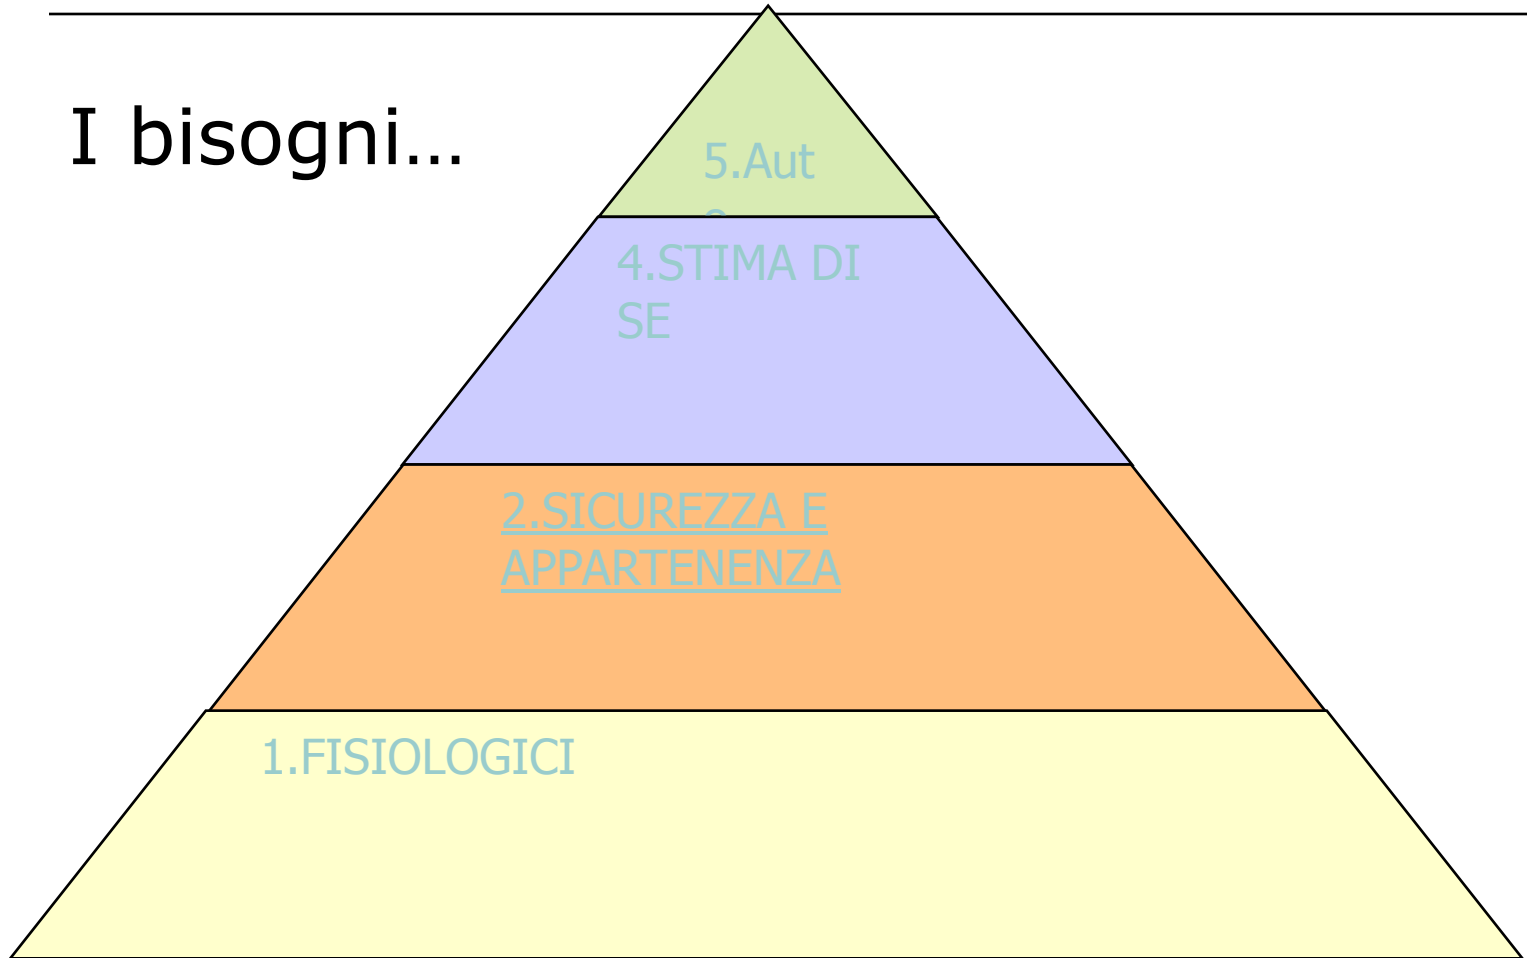 I bisogni…
5.Aut
4.STIMA DI
SE
2.SICUREZZA E
APPARTENENZA
1.FISIOLOGICI